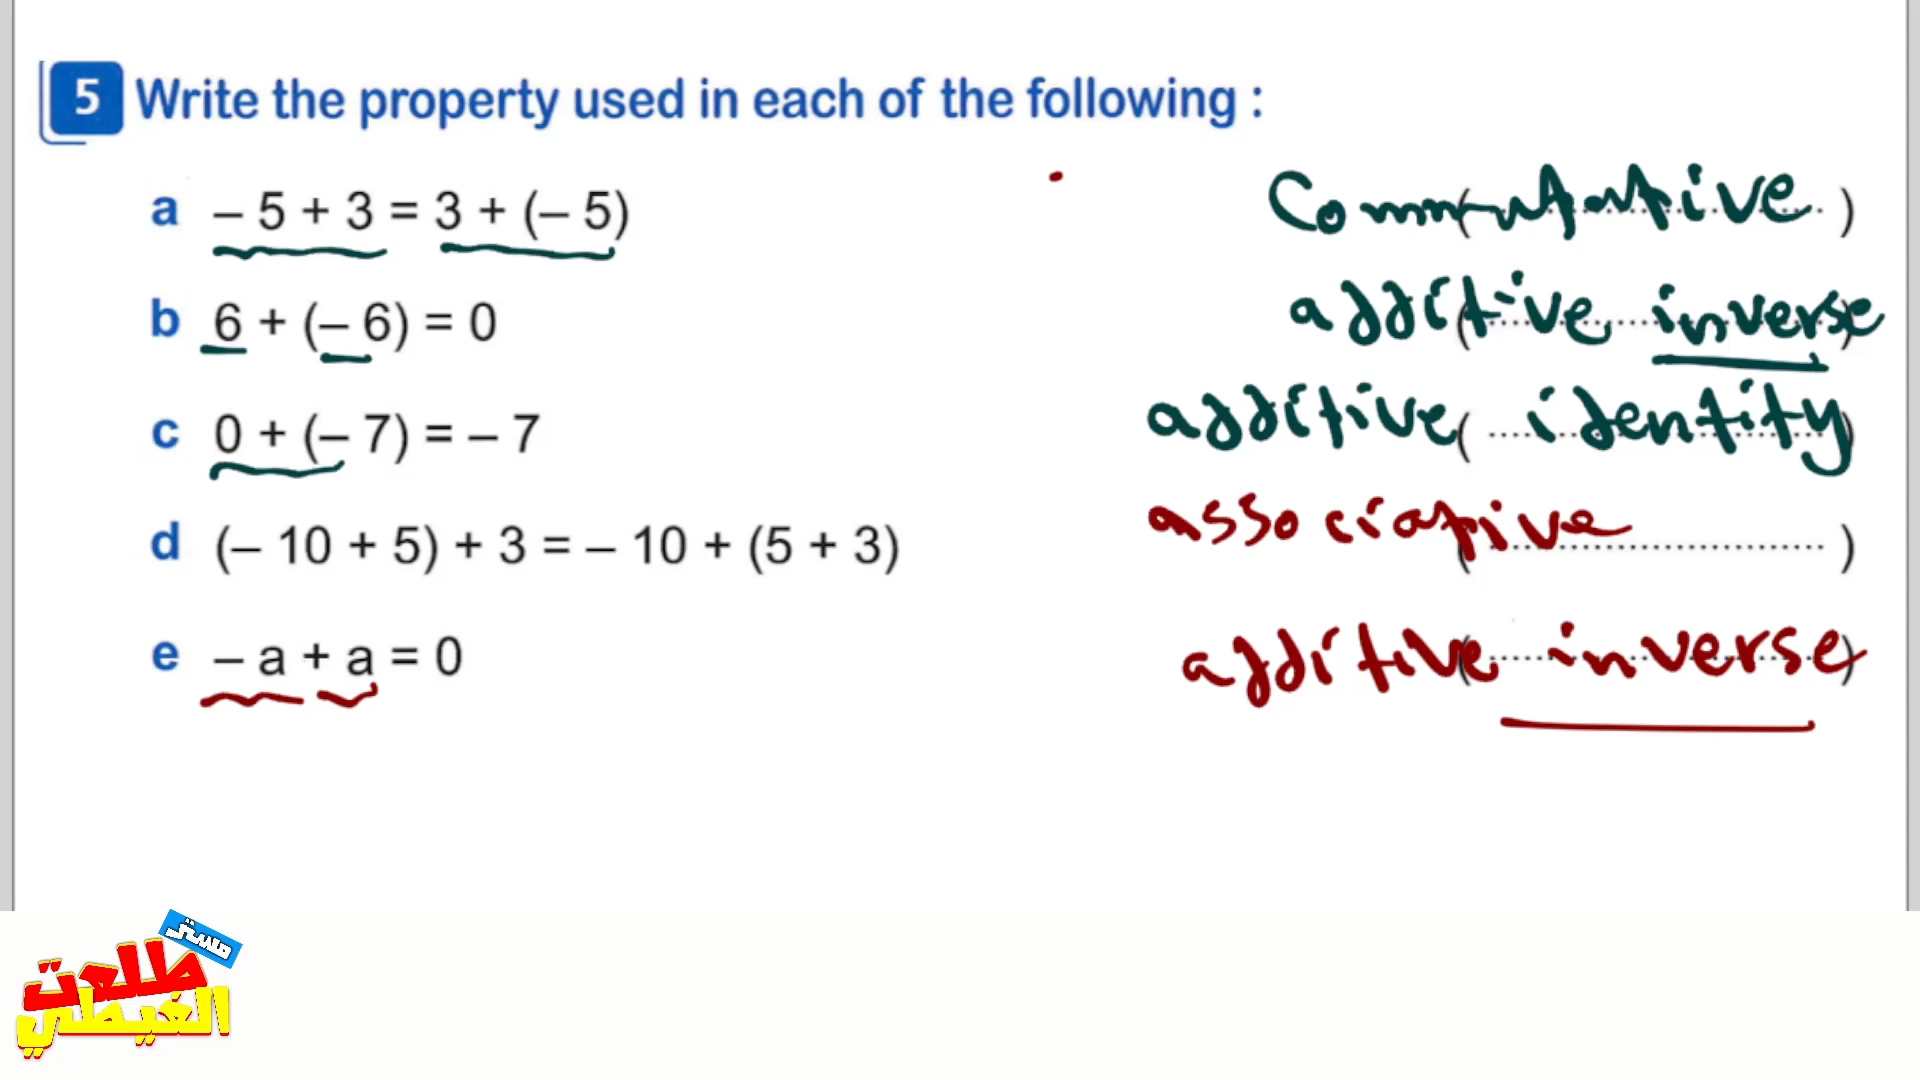 5 Write the property used in each of the following :
a – 5 + 3 = 3 + (– 5) ( Commutative )
b 6 + (– 6) = 0 ( additive inverse )
c 0 + (– 7) = – 7 ( additive identity )
d (– 10 + 5) + 3 = – 10 + (5 + 3) ( associative )
e – a + a = 0 ( additive inverse )
مستر
طلعت
الغيطي